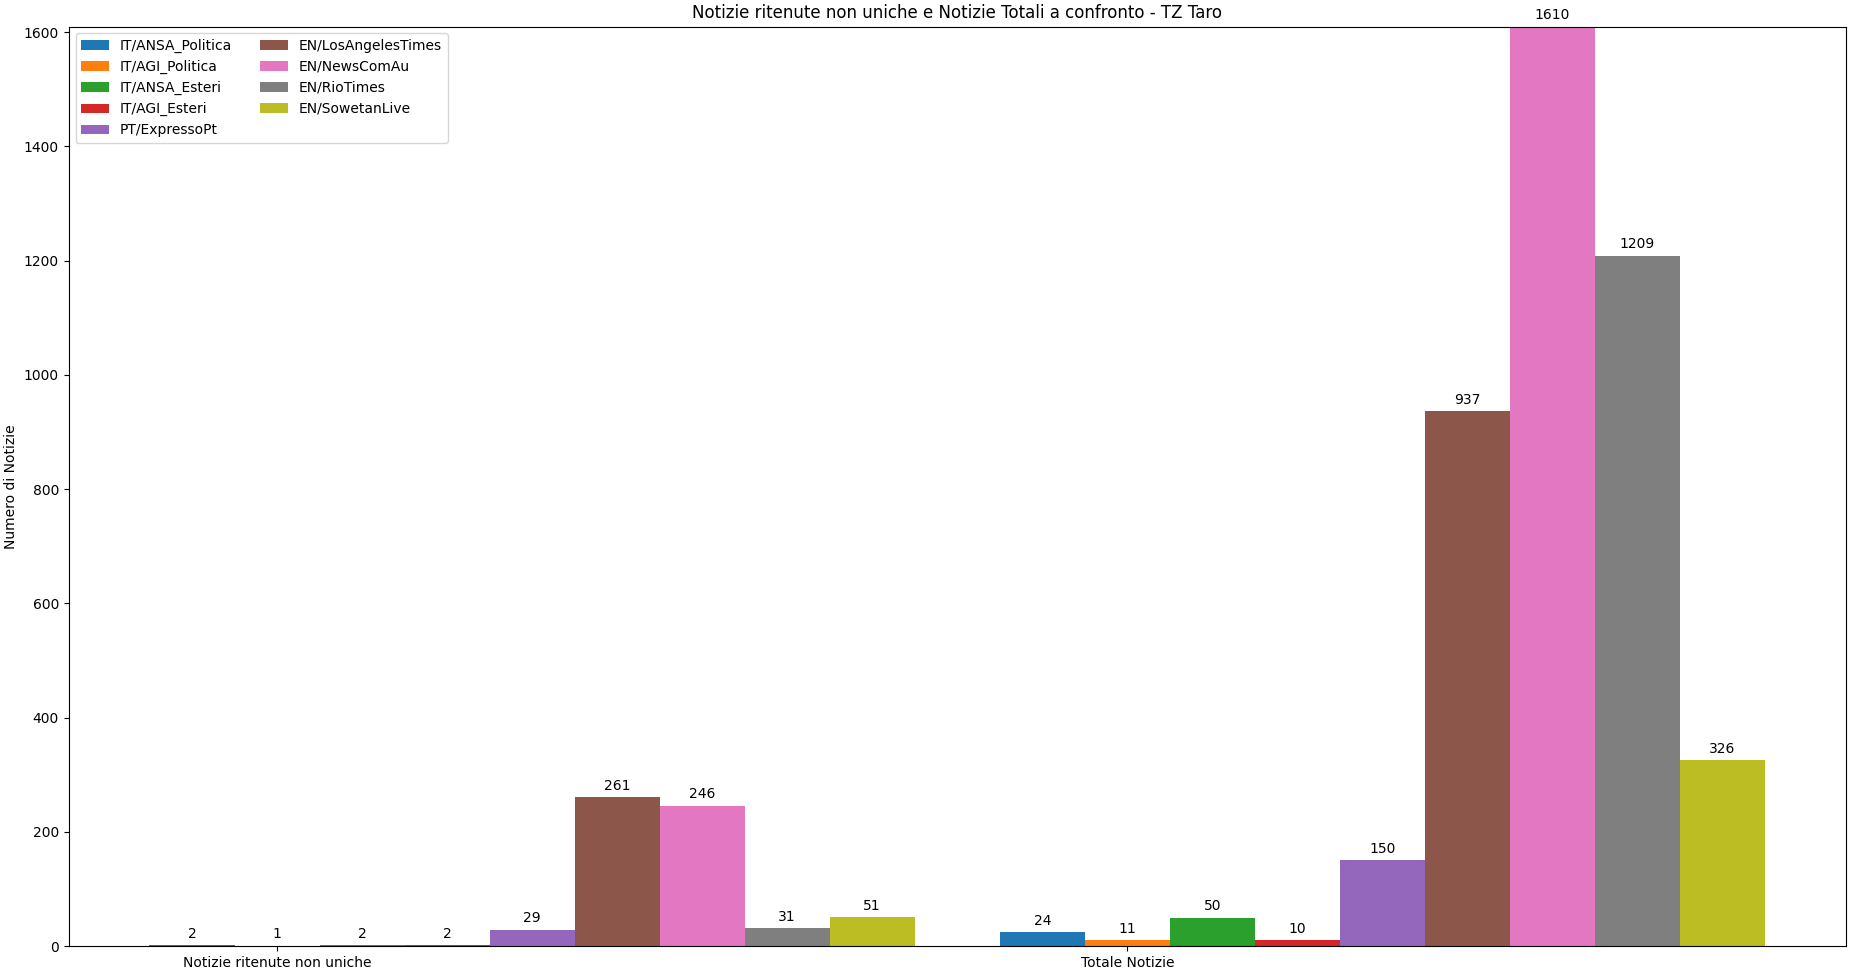 Notizie ritenute non uniche e Notizie Totali a confronto - TZ Taro
IT/ANSA_Politica
IT/AGI_Politica
IT/ANSA_Esteri
IT/AGI_Esteri
PT/ExpressoPt
EN/LosAngelesTimes
EN/NewsComAu
EN/RioTimes
EN/SowetanLive
Numero di Notizie
1600
1400
1200
1000
800
600
400
200
0
2
1
2
2
29
261
246
31
51
24
11
50
10
150
937
1610
1209
326
Notizie ritenute non uniche
Totale Notizie